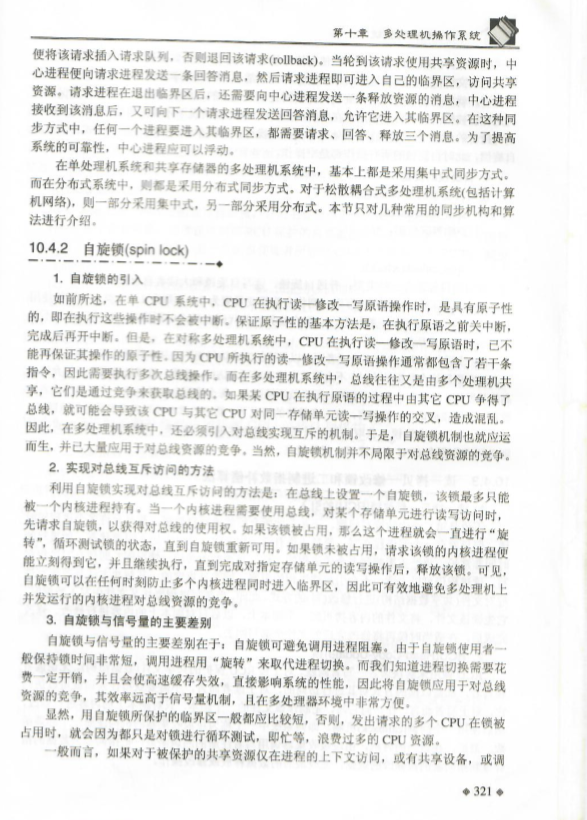 第十章 多处理机操作系统
便将该请求插入请求队列，否则退回该请求(rollback)。当轮到该请求使用共享资源时，中
心进程便向请求进程发送一条回答消息，然后请求进程即可进入自己的临界区，访问共享
资源。请求进程在退出临界区后，还需要向中心进程发送一条释放资源的消息，中心进程
接收到该消息后，又可向下一个请求进程发送回答消息，允许它进入其临界区。在这种同
步方式中，任何一个进程要进入其临界区，都需要请求、回答、释放三个消息。为了提高
系统的可靠性，中心进程应可以浮动。
在单处理机系统和共享存储器的多处理机系统中，基本上都是采用集中式同步方式。
而在分布式系统中，则都是采用分布式同步方式。对于松散耦合式多处理机系统(包括计算
机网络)，则一部分采用集中式，另一部分采用分布式。本节只对几种常用的同步机构和算
法进行介绍。
10.4.2 自旋锁(spin lock)
1. 自旋锁的引入
如前所述，在单 CPU 系统中，CPU 在执行读—修改—写原语操作时，是具有原子性
的，即在执行这些操作时不会被中断。保证原子性的基本方法是，在执行原语之前关中断，
完成后再开中断。但是，在对称多处理机系统中，CPU 在执行读—修改—写原语时，已不
能再保证其操作的原子性。因为 CPU 所执行的读—修改—写原语操作通常都包含了若干条
指令，因此需要执行多次总线操作。而在多处理机系统中，总线往往又是由多个处理机共
享，它们是通过竞争来获取总线的。如果某 CPU 在执行原语的过程中由其它 CPU 争得了
总线，就可能会导致该 CPU 与其它 CPU 对同一存储单元读—写操作的交叉，造成混乱。
因此，在多处理机系统中，还必须引入对总线实现互斥的机制。于是，自旋锁机制也就应运
而生，并已大量应用于对总线资源的竞争。当然，自旋锁机制并不局限于对总线资源的竞争。
2. 实现对总线互斥访问的方法
利用自旋锁实现对总线互斥访问的方法是：在总线上设置一个自旋锁，该锁最多只能
被一个内核进程持有。当一个内核进程需要使用总线，对某个存储单元进行读写访问时，
先请求自旋锁，以获得对总线的使用权。如果该锁被占用，那么这个进程就会一直进行“旋
转”，循环测试锁的状态，直到自旋锁重新可用。如果锁未被占用，请求该锁的内核进程便
能立刻得到它，并且继续执行，直到完成对指定存储单元的读写操作后，释放该锁。可见，
自旋锁可以在任何时刻防止多个内核进程同时进入临界区，因此可有效地避免多处理机上
并发运行的内核进程对总线资源的竞争。
3. 自旋锁与信号量的主要差别
自旋锁与信号量的主要差别在于：自旋锁可避免调用进程阻塞。由于自旋锁使用者一
般保持锁时间非常短，调用进程用“旋转”来取代进程切换。而我们知道进程切换需要花
费一定开销，并且会使高速缓存失效，直接影响系统的性能，因此将自旋锁应用于对总线
资源的竞争，其效率远高于信号量机制，且在多处理器环境中非常方便。
显然，用自旋锁所保护的临界区一般都应比较短，否则，发出请求的多个 CPU 在锁被
占用时，就会因为都只是对锁进行循环测试，即忙等，浪费过多的 CPU 资源。
一般而言，如果对于被保护的共享资源仅在进程的上下文访问，或有共享设备，或调
321